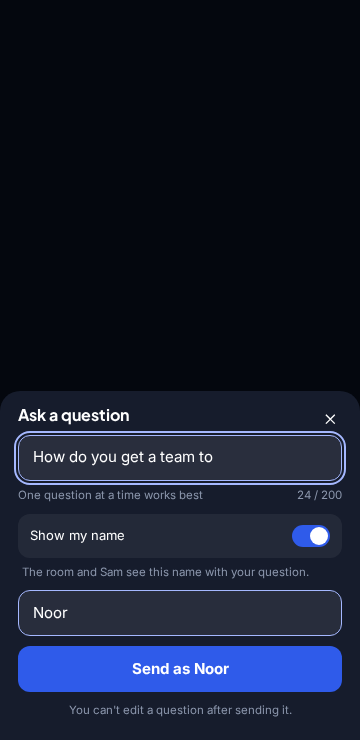 Ask a question
How do you get a team to
One question at a time works best
24 / 200
Show my name
The room and Sam see this name with your question.
Noor
Send as Noor
You can't edit a question after sending it.